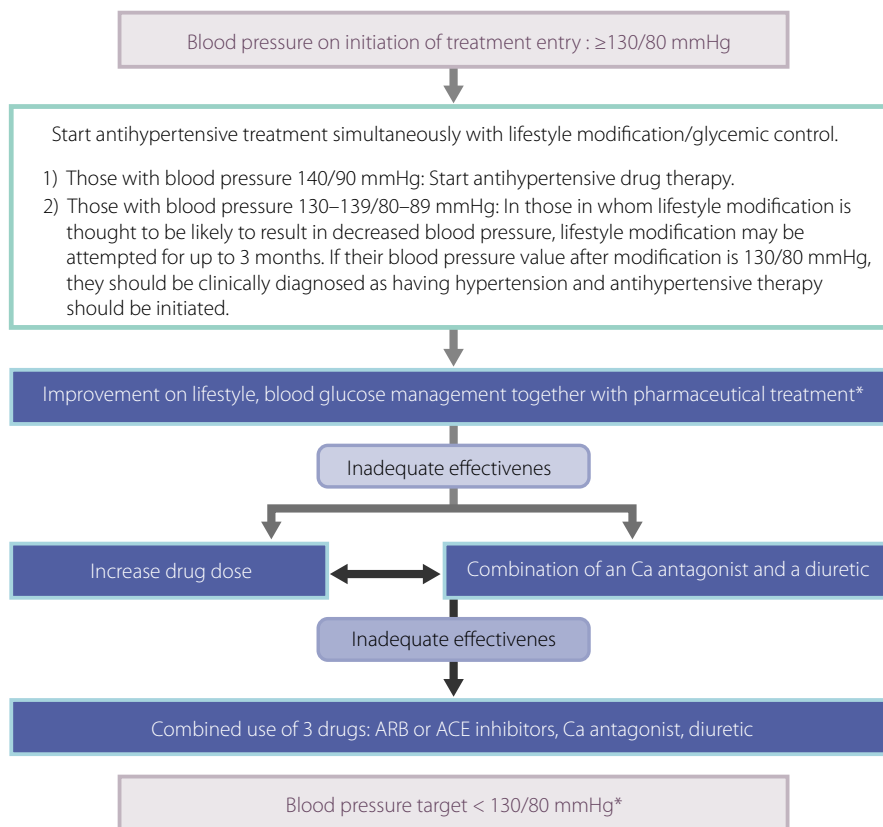 Blood pressure on initiation of treatment entry : ≥130/80 mmHg
Start antihypertensive treatment simultaneously with lifestyle modification/glycemic control.
1) Those with blood pressure 140/90 mmHg: Start antihypertensive drug therapy.
2) Those with blood pressure 130–139/80–89 mmHg: In those in whom lifestyle modification is
thought to be likely to result in decreased blood pressure, lifestyle modification may be
attempted for up to 3 months. If their blood pressure value after modification is 130/80 mmHg,
they should be clinically diagnosed as having hypertension and antihypertensive therapy
should be initiated.
Improvement on lifestyle, blood glucose management together with pharmaceutical treatment*
Inadequate effectivenes
Increase drug dose
Combination of an Ca antagonist and a diuretic
Inadequate effectivenes
Combined use of 3 drugs: ARB or ACE inhibitors, Ca antagonist, diuretic
Blood pressure target < 130/80 mmHg*